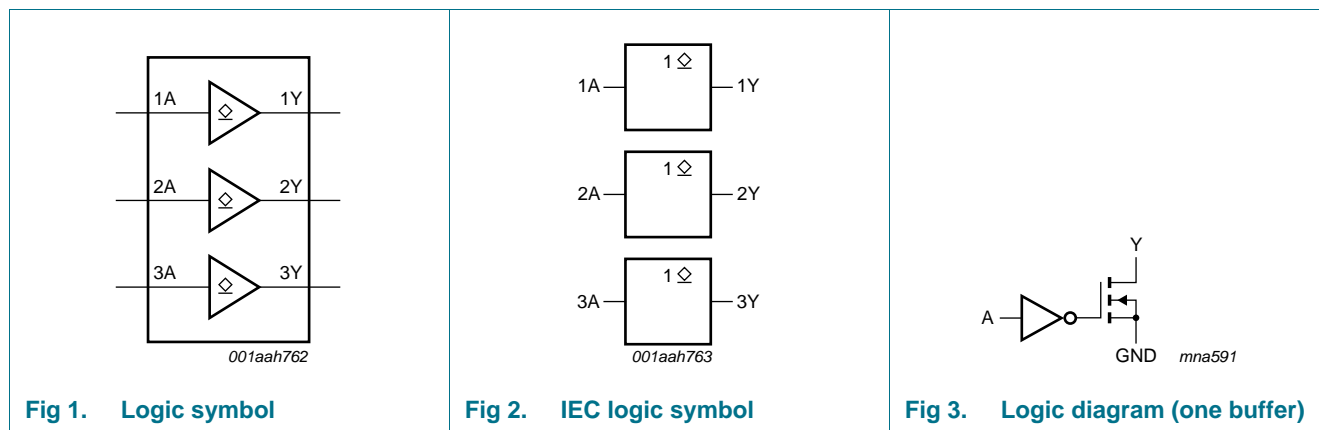 1A 1Y
2A 2Y
3A 3Y
001aah762
Fig 1. Logic symbol
1
1A 1Y
1
2A 2Y
1
3A 3Y
001aah763
Fig 2. IEC logic symbol
Y
A
GND mna591
Fig 3. Logic diagram (one buffer)